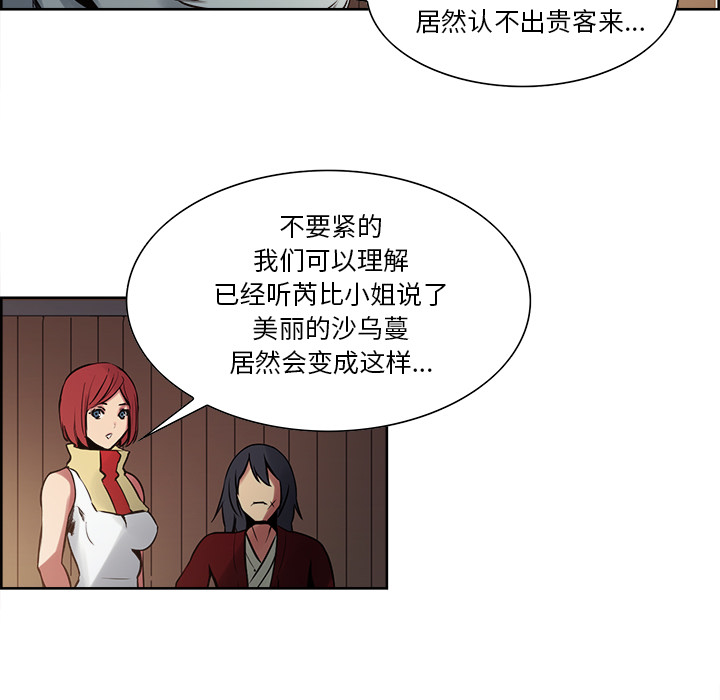 居然认不出贵客来...
不要紧的
我们可以理解
已经听芮比小姐说了
美丽的沙乌蔓
居然会变成这样...